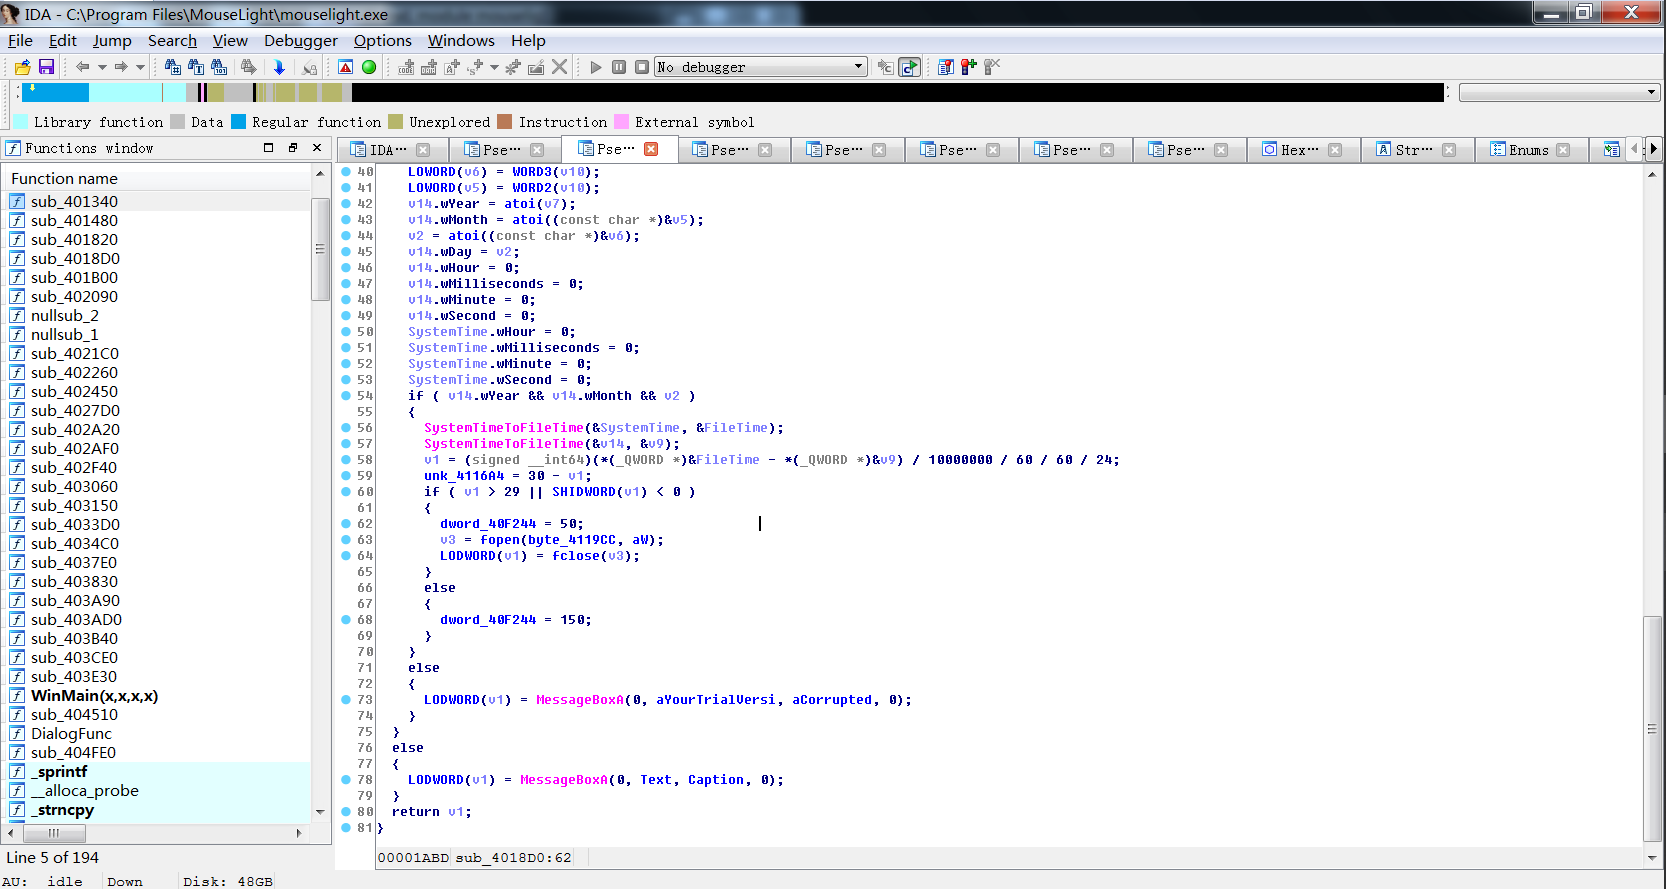 IDA - C:\Program Files\MouseLight\mouselight.exe
File Edit Jump Search View Debugger Options Windows Help
No debugger
Library function Data Regular function Unexplored Instruction External symbol
Functions window
IDA··· Pse··· Pse··· Pse··· Pse··· Pse··· Pse··· Pse··· Hex··· Str··· Enums
Function name
sub_401340
sub_401480
sub_401820
sub_4018D0
sub_401B00
sub_402090
nullsub_2
nullsub_1
sub_4021C0
sub_402260
sub_402450
sub_4027D0
sub_402A20
sub_402AF0
sub_402F40
sub_403060
sub_403150
sub_4033D0
sub_4034C0
sub_4037E0
sub_403830
sub_403A90
sub_403AD0
sub_403B40
sub_403CE0
sub_403E30
WinMain(x,x,x,x)
sub_404510
DialogFunc
sub_404FE0
_sprintf
__alloca_probe
_strncpy
Line 5 of 194
40 LOWORD(v6) = WORD3(v10);
41 LOWORD(v5) = WORD2(v10);
42 v14.wYear = atoi(v7);
43 v14.wMonth = atoi((const char *)&v5);
44 v2 = atoi((const char *)&v6);
45 v14.wDay = v2;
46 v14.wHour = 0;
47 v14.wMilliseconds = 0;
48 v14.wMinute = 0;
49 v14.wSecond = 0;
50 SystemTime.wHour = 0;
51 SystemTime.wMilliseconds = 0;
52 SystemTime.wMinute = 0;
53 SystemTime.wSecond = 0;
54 if ( v14.wYear && v14.wMonth && v2 )
55 {
56 SystemTimeToFileTime(&SystemTime, &FileTime);
57 SystemTimeToFileTime(&v14, &v9);
58 v1 = (signed __int64)(*(_QWORD *)&FileTime - *(_QWORD *)&v9) / 10000000 / 60 / 60 / 24;
59 unk_4116A4 = 30 - v1;
60 if ( v1 > 29 || SHIDWORD(v1) < 0 )
61 {
62 dword_40F244 = 50;
63 v3 = fopen(byte_4119CC, aW);
64 LODWORD(v1) = fclose(v3);
65 }
66 else
67 {
68 dword_40F244 = 150;
69 }
70 }
71 else
72 {
73 LODWORD(v1) = MessageBoxA(0, aYourTrialVersi, aCorrupted, 0);
74 }
75 }
76 else
77 {
78 LODWORD(v1) = MessageBoxA(0, Text, Caption, 0);
79 }
80 return v1;
81 }
00001ABD sub_4018D0:62
AU: idle Down Disk: 48GB